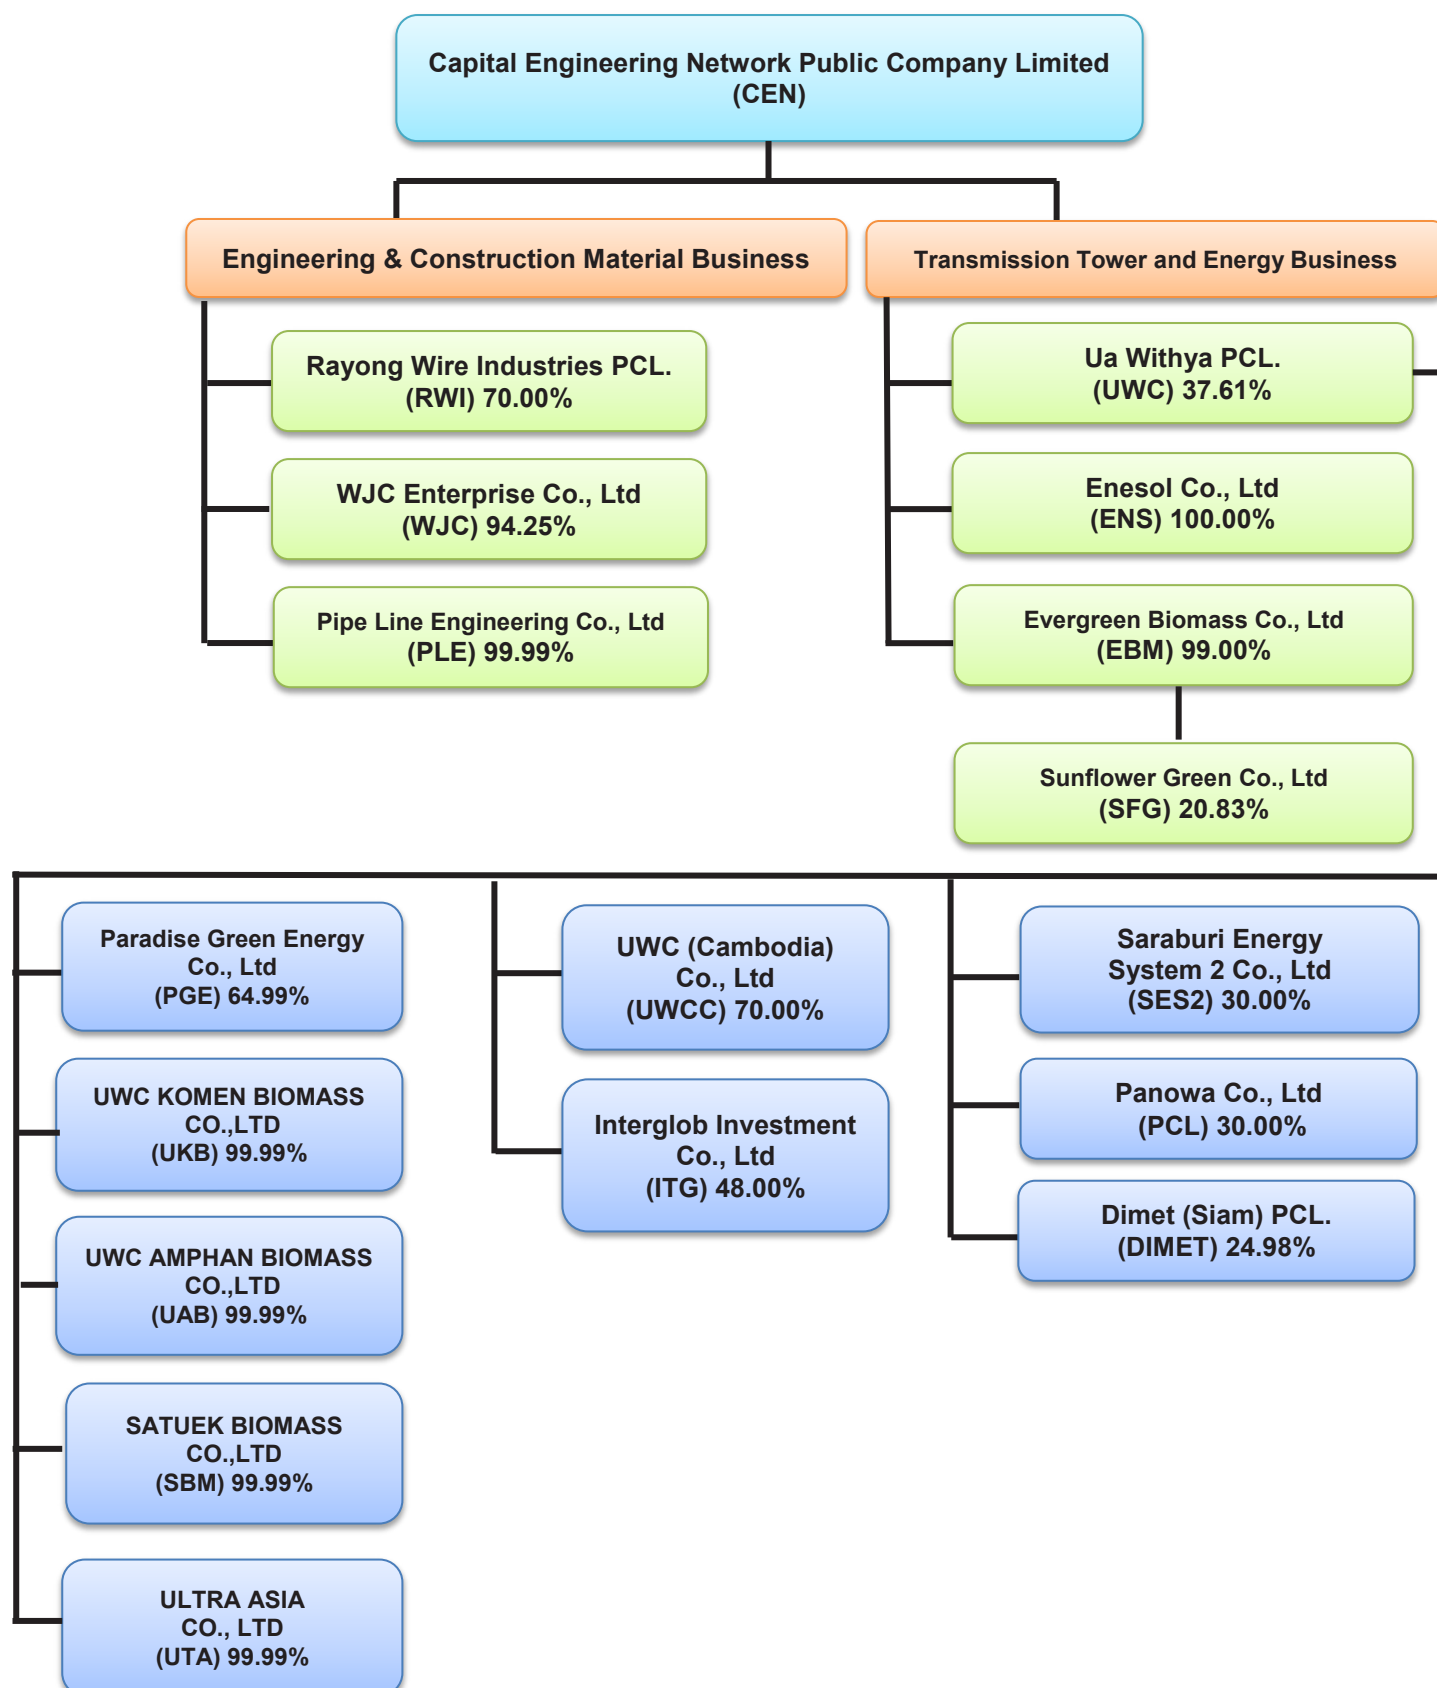 Capital Engineering Network Public Company Limited
(CEN)
Engineering & Construction Material Business
Transmission Tower and Energy Business
Rayong Wire Industries PCL.
(RWI) 70.00%
WJC Enterprise Co., Ltd
(WJC) 94.25%
Pipe Line Engineering Co., Ltd
(PLE) 99.99%
Ua Withya PCL.
(UWC) 37.61%
Enesol Co., Ltd
(ENS) 100.00%
Evergreen Biomass Co., Ltd
(EBM) 99.00%
Sunflower Green Co., Ltd
(SFG) 20.83%
Paradise Green Energy
Co., Ltd
(PGE) 64.99%
UWC KOMEN BIOMASS
CO.,LTD
(UKB) 99.99%
UWC AMPHAN BIOMASS
CO.,LTD
(UAB) 99.99%
SATUEK BIOMASS
CO.,LTD
(SBM) 99.99%
ULTRA ASIA
CO., LTD
(UTA) 99.99%
UWC (Cambodia)
Co., Ltd
(UWCC) 70.00%
Interglob Investment
Co., Ltd
(ITG) 48.00%
Saraburi Energy
System 2 Co., Ltd
(SES2) 30.00%
Panowa Co., Ltd
(PCL) 30.00%
Dimet (Siam) PCL.
(DIMET) 24.98%